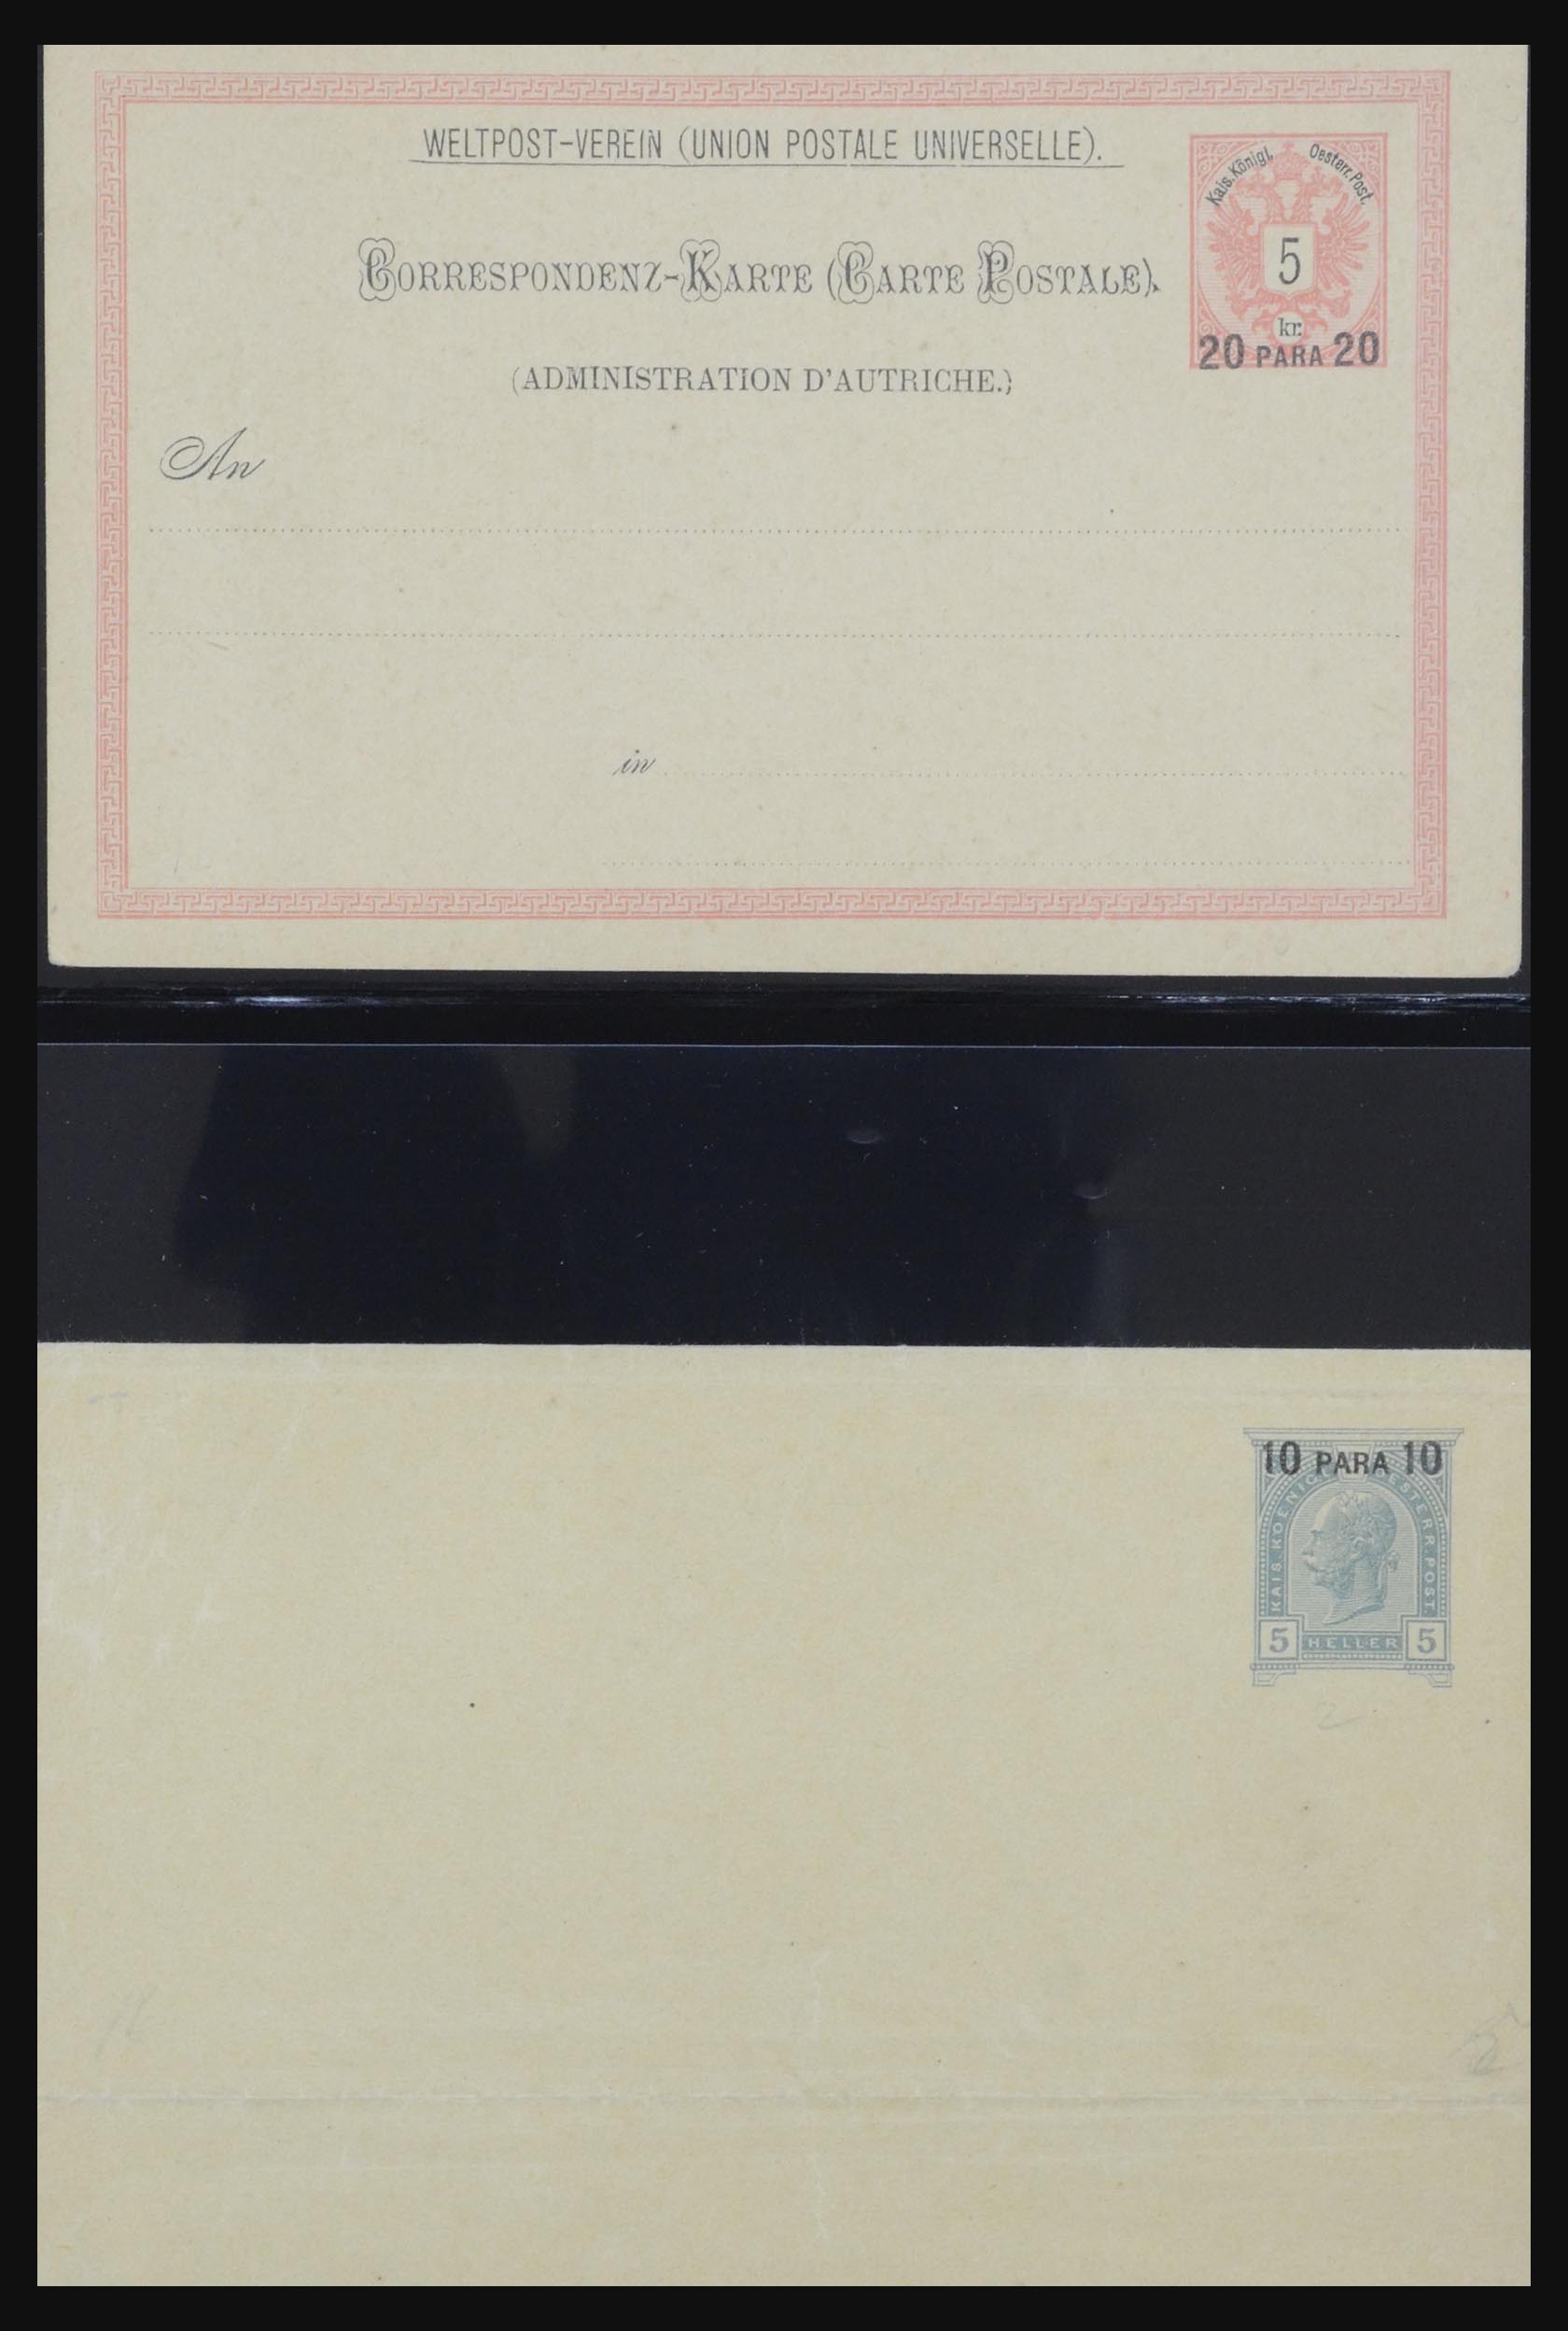 WELTPOST-VEREIN (UNION POSTALE UNIVERSELLE).
Kais. Königl. Oesterr. Post.
CORRESPONDENZ-KARTE (CARTE POSTALE).
5
kr.
20 PARA 20
(ADMINISTRATION D'AUTRICHE.)
An
in
10 PARA 10
KAIS. KOENIGL. OESTERR. POST.
5 HELLER 5
2